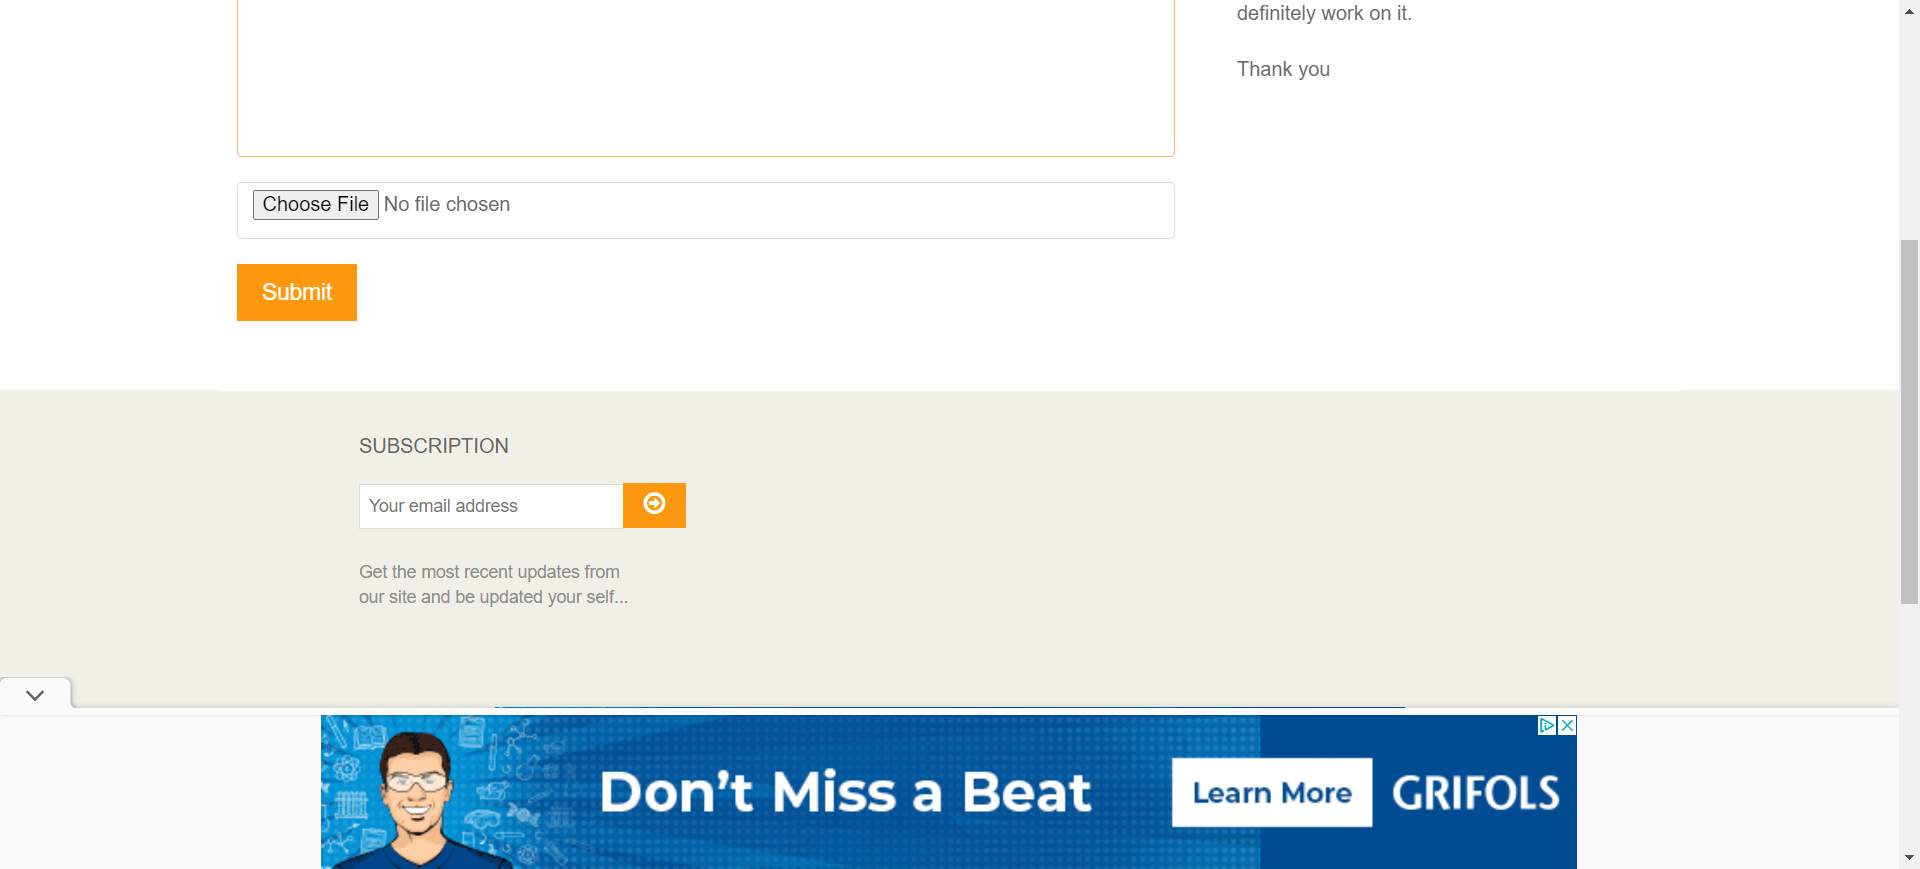 definitely work on it.
Thank you
Choose File No file chosen
Submit
SUBSCRIPTION
Your email address
Get the most recent updates from
our site and be updated your self...
Don't Miss a Beat
Learn More
GRIFOLS